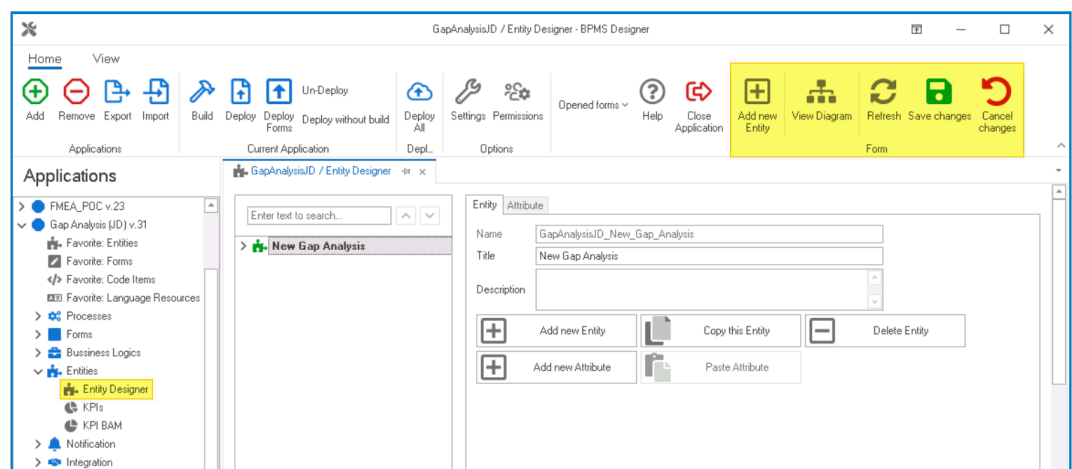 GapAnalysisJD / Entity Designer - BPMS Designer
Home View
Add Remove Export Import
Applications
Build Deploy Deploy Forms Un-Deploy Deploy without build
Current Application
Deploy All
Depl...
Settings Permissions
Options
Opened forms
Help Close Application
Add new Entity View Diagram Refresh Save changes Cancel changes
Form
Applications
FMEA_POC v.23
Gap Analysis (JD) v.31
Favorite: Entities
Favorite: Forms
Favorite: Code Items
Favorite: Language Resources
Processes
Forms
Bussiness Logics
Entities
Entity Designer
KPIs
KPI BAM
Notification
Integration
GapAnalysisJD / Entity Designer
Enter text to search...
New Gap Analysis
Entity Attribute
Name GapAnalysisJD_New_Gap_Analysis
Title New Gap Analysis
Description
Add new Entity Copy this Entity Delete Entity
Add new Attribute Paste Attribute